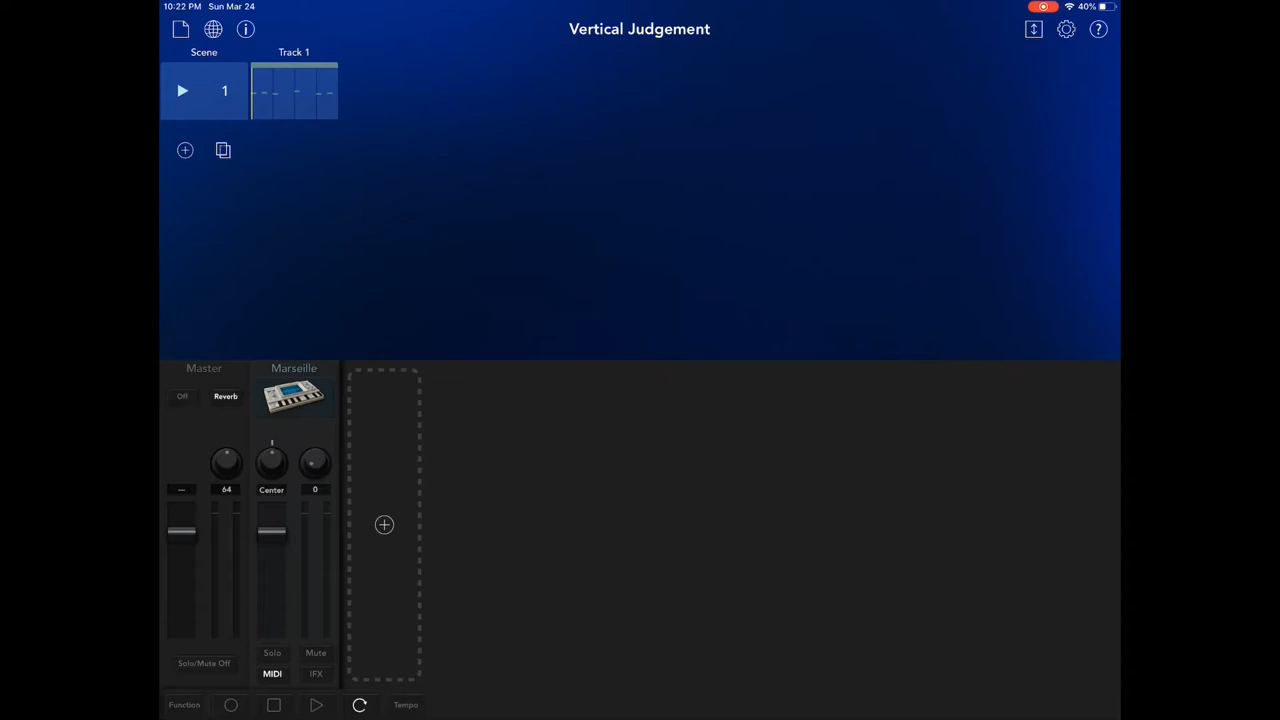 10:22 PM Sun Mar 24
40%
Vertical Judgement
Scene
Track 1
1
Master
Marseille
Off
Reverb
---
64
Center
0
Solo
Mute
Solo/Mute Off
MIDI
IFX
Function
Tempo